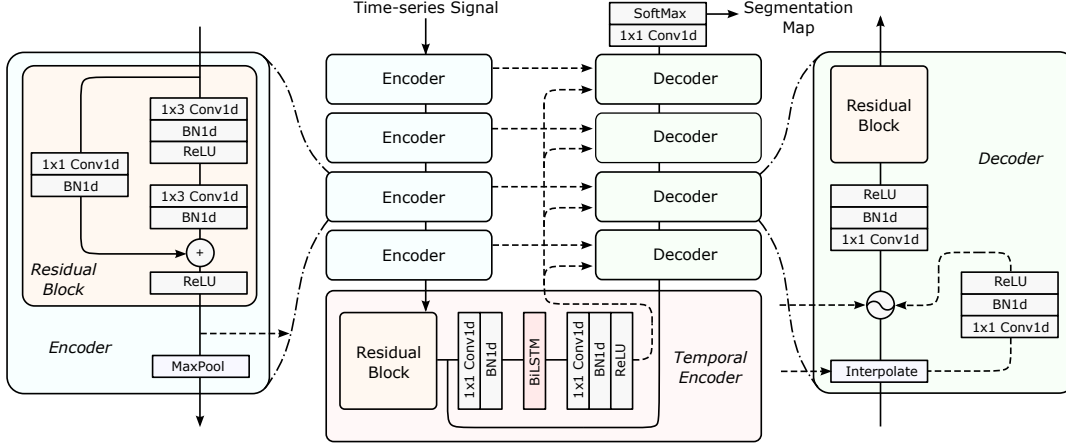 Time-series Signal
SoftMax
1x1 Conv1d
Segmentation
Map
1x3 Conv1d
BN1d
ReLU
1x1 Conv1d
BN1d
1x3 Conv1d
BN1d
+
ReLU
Residual
Block
Encoder
MaxPool
Encoder
Encoder
Encoder
Encoder
Decoder
Decoder
Decoder
Decoder
Residual
Block
1x1 Conv1d
BN1d
BiLSTM
1x1 Conv1d
BN1d
ReLU
Temporal
Encoder
Residual
Block
Decoder
ReLU
BN1d
1x1 Conv1d
ReLU
BN1d
1x1 Conv1d
Interpolate